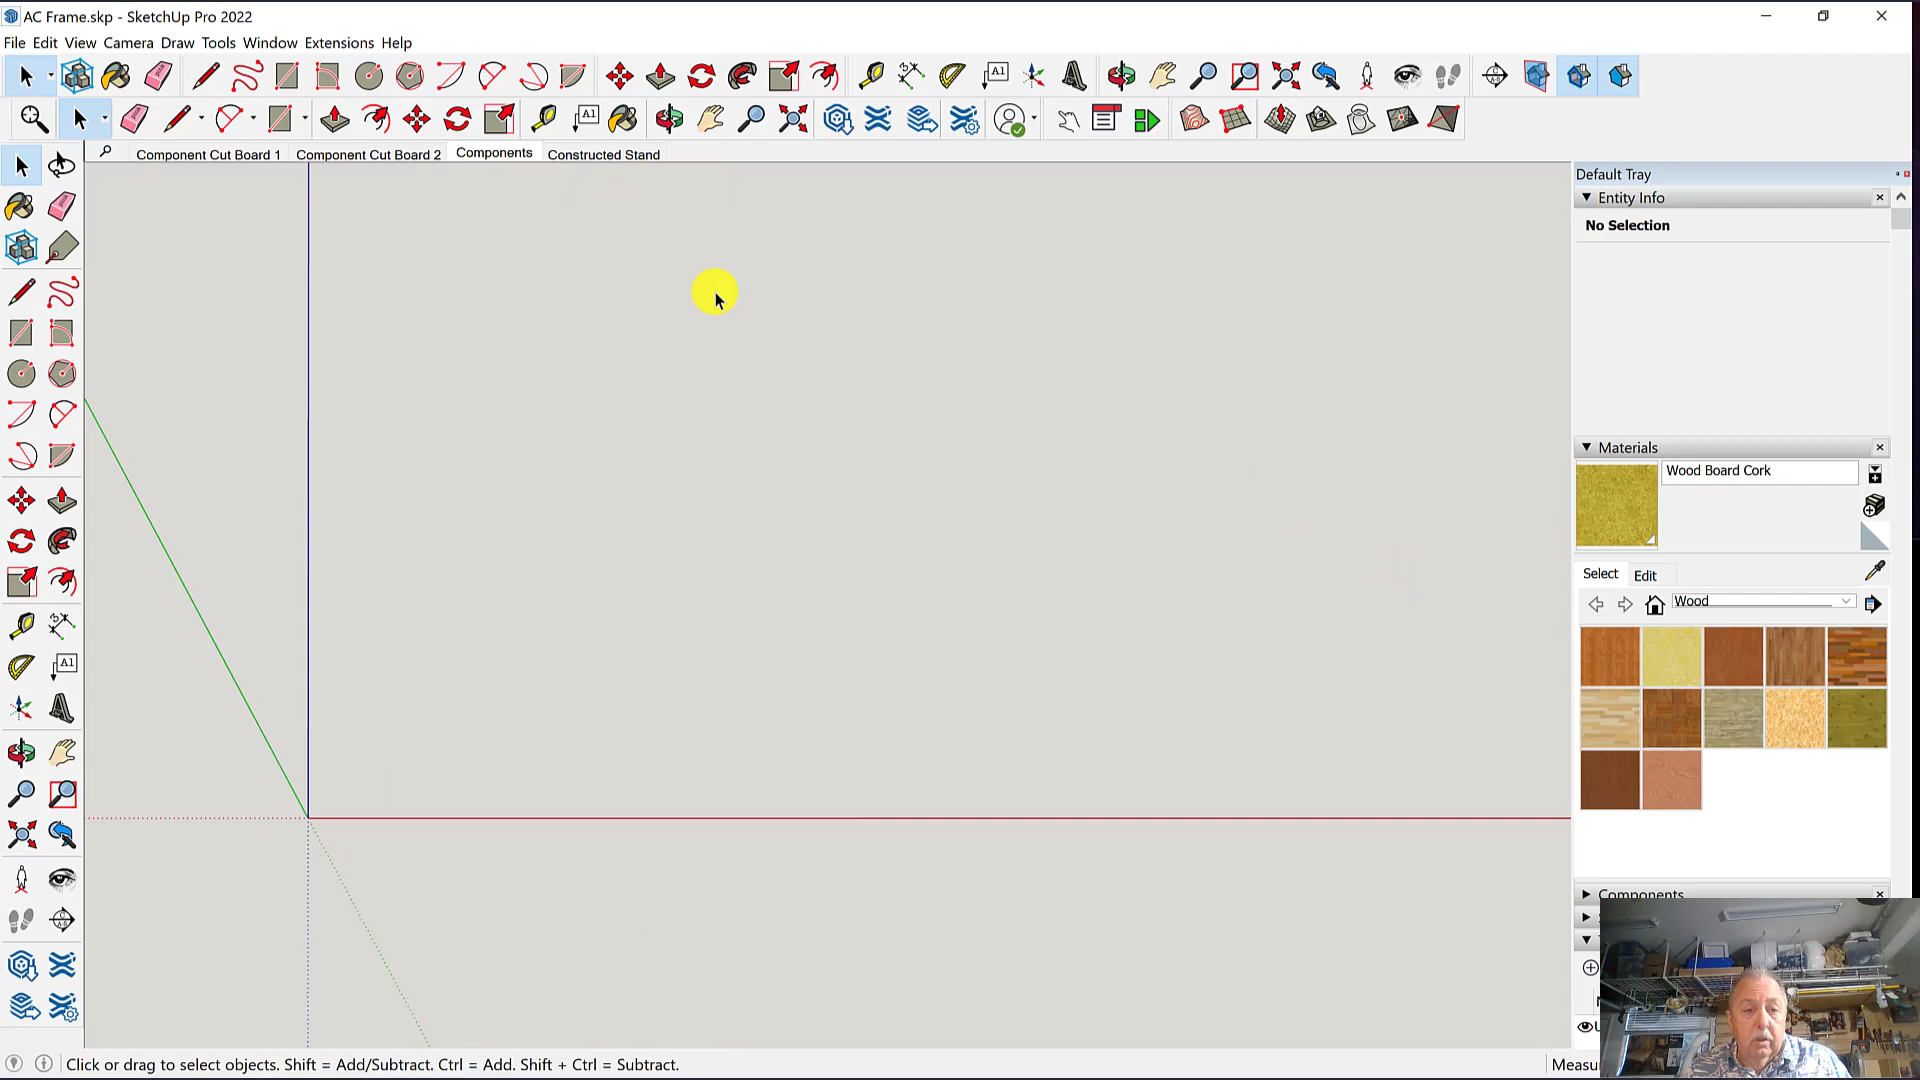 AC Frame.skp - SketchUp Pro 2022
File Edit View Camera Draw Tools Window Extensions Help
Component Cut Board 1 Component Cut Board 2 Components Constructed Stand
Default Tray
Entity Info
No Selection
Materials
Wood Board Cork
Select Edit
Wood
Components
Click or drag to select objects. Shift = Add/Subtract. Ctrl = Add. Shift + Ctrl = Subtract.